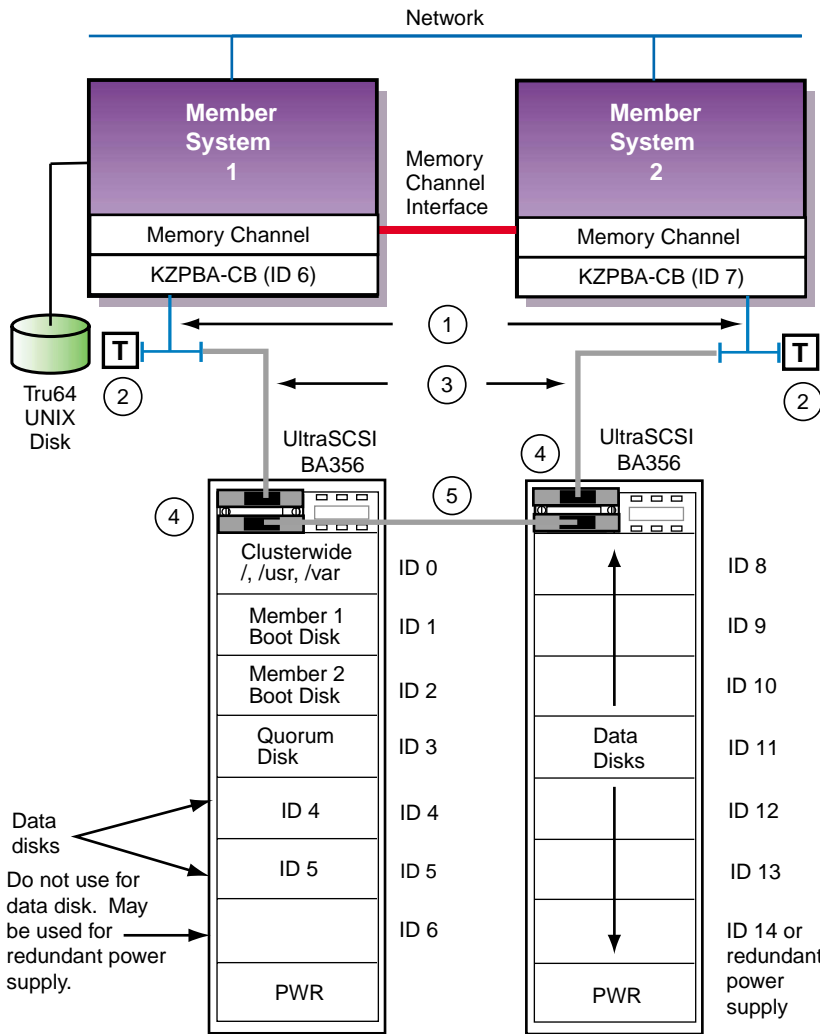 Network
Member
System
1
Member
System
2
Memory
Channel
Interface
Memory Channel
Memory Channel
KZPBA-CB (ID 6)
KZPBA-CB (ID 7)
1
T
T
2
3
2
Tru64
UNIX
Disk
UltraSCSI
BA356
UltraSCSI
BA356
4
4
5
Clusterwide
/, /usr, /var
ID 0
ID 8
Member 1
Boot Disk
ID 1
ID 9
Member 2
Boot Disk
ID 2
ID 10
Quorum
Disk
ID 3
Data
Disks
ID 11
Data
disks
ID 4
ID 4
ID 12
ID 5
ID 5
ID 13
Do not use for
data disk. May
be used for
redundant power
supply.
ID 6
ID 14 or
redundant
power
supply
PWR
PWR